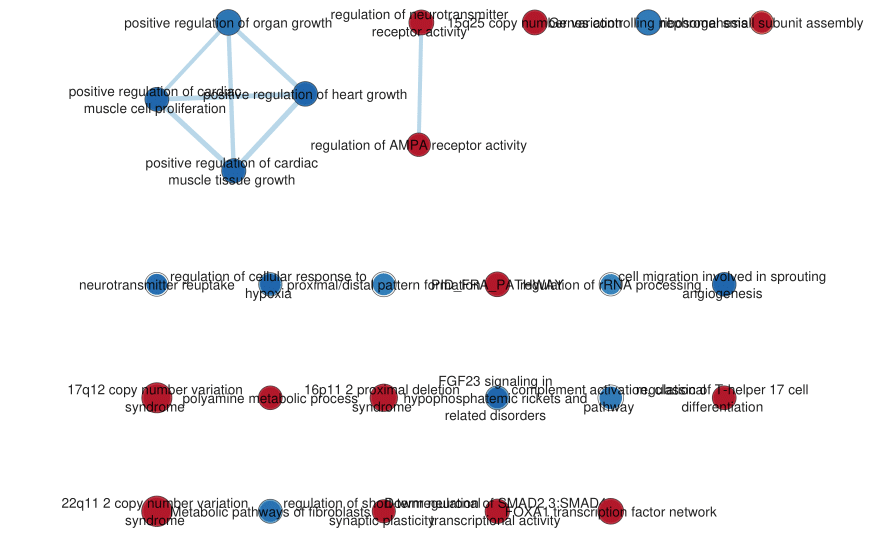 positive regulation of organ growth
regulation of neurotransmitter
receptor activity
15q25 copy number variation
Genes controlling nephrogenesis
ribosomal small subunit assembly
positive regulation of cardiac
muscle cell proliferation
positive regulation of heart growth
regulation of AMPA receptor activity
positive regulation of cardiac
muscle tissue growth
neurotransmitter reuptake
regulation of cellular response to
hypoxia
proximal/distal pattern formation
PID_FRA_PATHWAY
regulation of rRNA processing
cell migration involved in sprouting
angiogenesis
17q12 copy number variation
syndrome
polyamine metabolic process
16p11 2 proximal deletion
syndrome
FGF23 signaling in
hypophosphatemic rickets and
related disorders
complement activation, classical
pathway
regulation of T-helper 17 cell
differentiation
22q11 2 copy number variation
syndrome
Metabolic pathways of fibroblasts
regulation of short-term neuronal
synaptic plasticity
Downregulation of SMAD2 3:SMAD4
transcriptional activity
FOXA1 transcription factor network